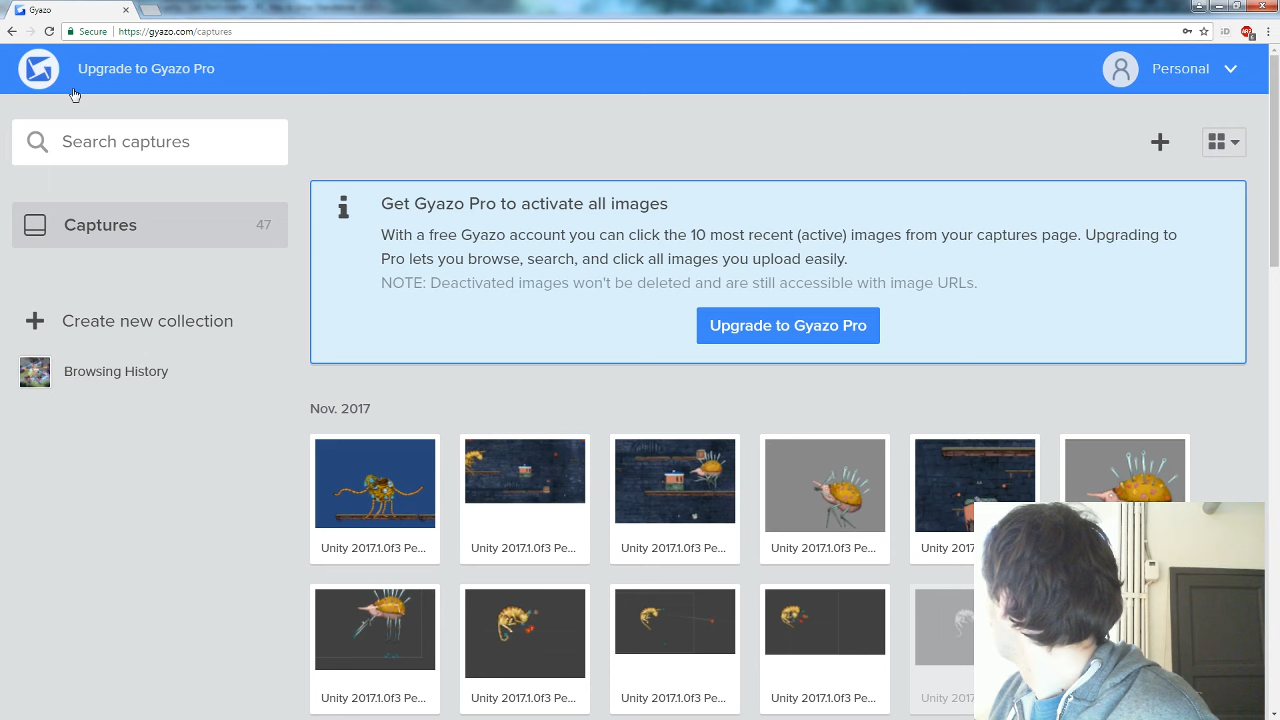 Gyazo
Secure
https://gyazo.com/captures
Upgrade to Gyazo Pro
Personal
Search captures
Captures 47
Create new collection
Browsing History
Get Gyazo Pro to activate all images
With a free Gyazo account you can click the 10 most recent (active) images from your captures page. Upgrading to
Pro lets you browse, search, and click all images you upload easily.
NOTE: Deactivated images won't be deleted and are still accessible with image URLs.
Upgrade to Gyazo Pro
Nov. 2017
Unity 2017.1.0f3 Pe... Unity 2017.1.0f3 Pe... Unity 2017.1.0f3 Pe... Unity 2017.1.0f3 Pe... Unity 2017
Unity 2017.1.0f3 Pe... Unity 2017.1.0f3 Pe... Unity 2017.1.0f3 Pe... Unity 2017.1.0f3 Pe... Unity 2017